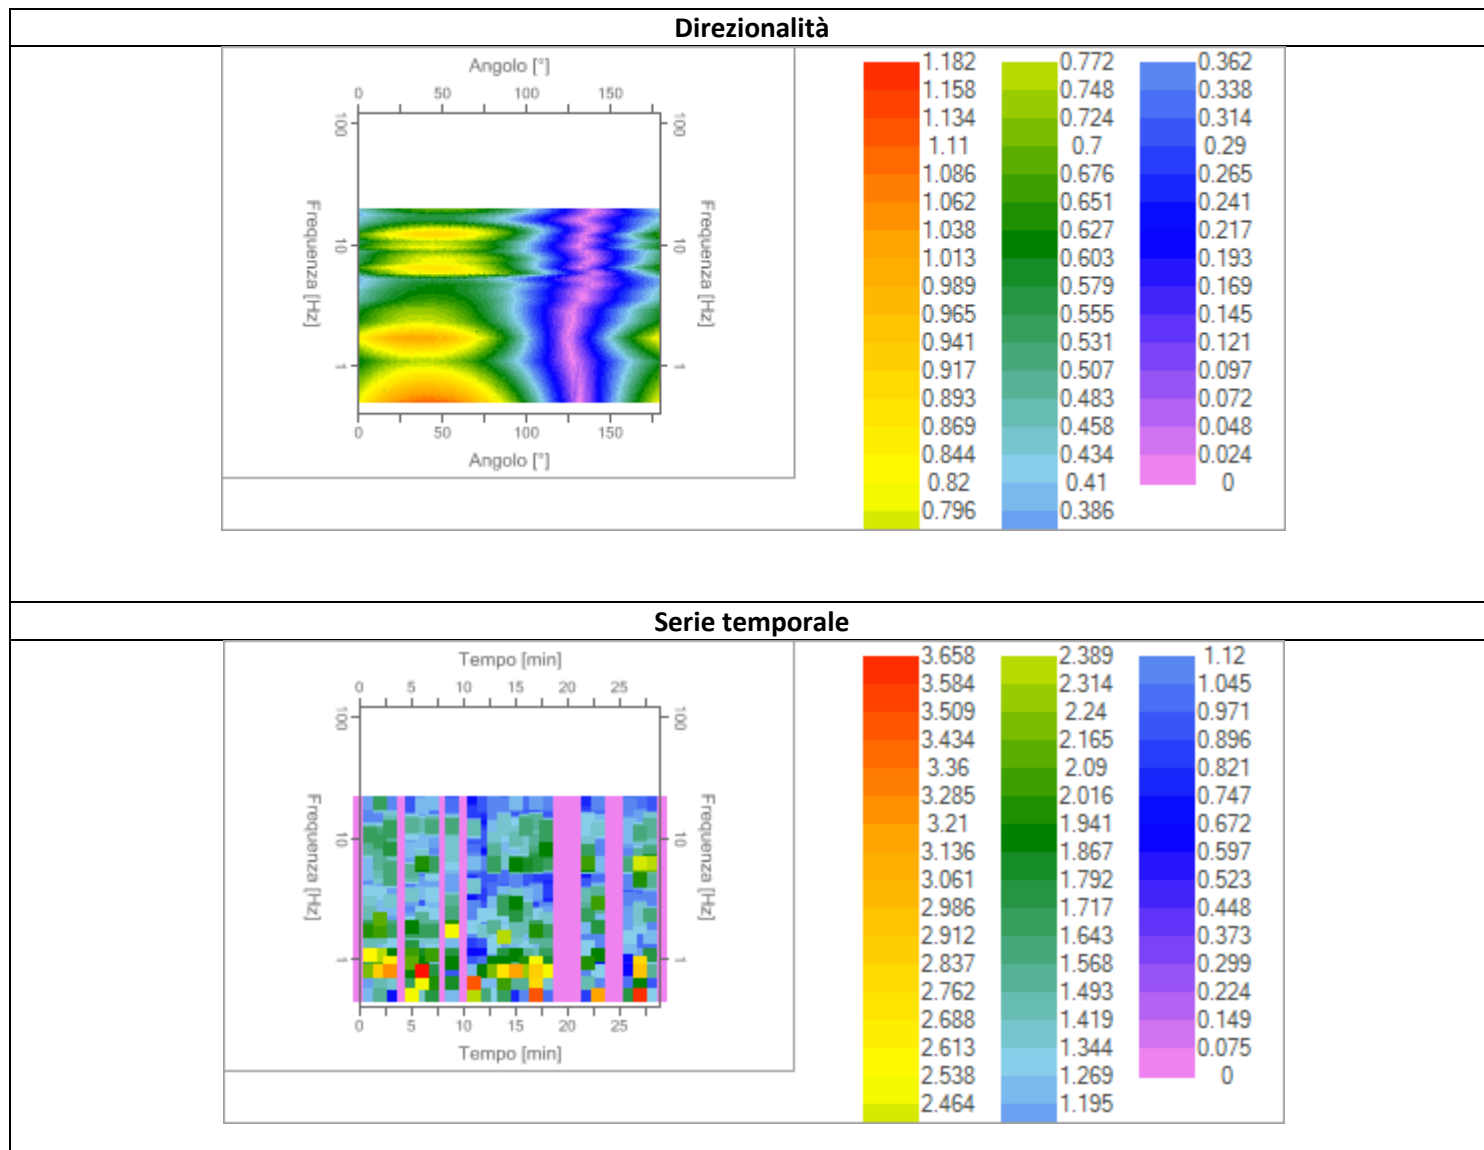 Direzionalità
Angolo [°]
0 50 100 150
100 100
Frequenza [Hz] Frequenza [Hz]
10 10
1 1
0 50 100 150
Angolo [°]
1.182 0.772 0.362
1.158 0.748 0.338
1.134 0.724 0.314
1.11 0.7 0.29
1.086 0.676 0.265
1.062 0.651 0.241
1.038 0.627 0.217
1.013 0.603 0.193
0.989 0.579 0.169
0.965 0.555 0.145
0.941 0.531 0.121
0.917 0.507 0.097
0.893 0.483 0.072
0.869 0.458 0.048
0.844 0.434 0.024
0.82 0.41 0
0.796 0.386
Serie temporale
Tempo [min]
0 5 10 15 20 25
100 100
Frequenza [Hz] Frequenza [Hz]
10 10
1 1
0 5 10 15 20 25
Tempo [min]
3.658 2.389 1.12
3.584 2.314 1.045
3.509 2.24 0.971
3.434 2.165 0.896
3.36 2.09 0.821
3.285 2.016 0.747
3.21 1.941 0.672
3.136 1.867 0.597
3.061 1.792 0.523
2.986 1.717 0.448
2.912 1.643 0.373
2.837 1.568 0.299
2.762 1.493 0.224
2.688 1.419 0.149
2.613 1.344 0.075
2.538 1.269 0
2.464 1.195